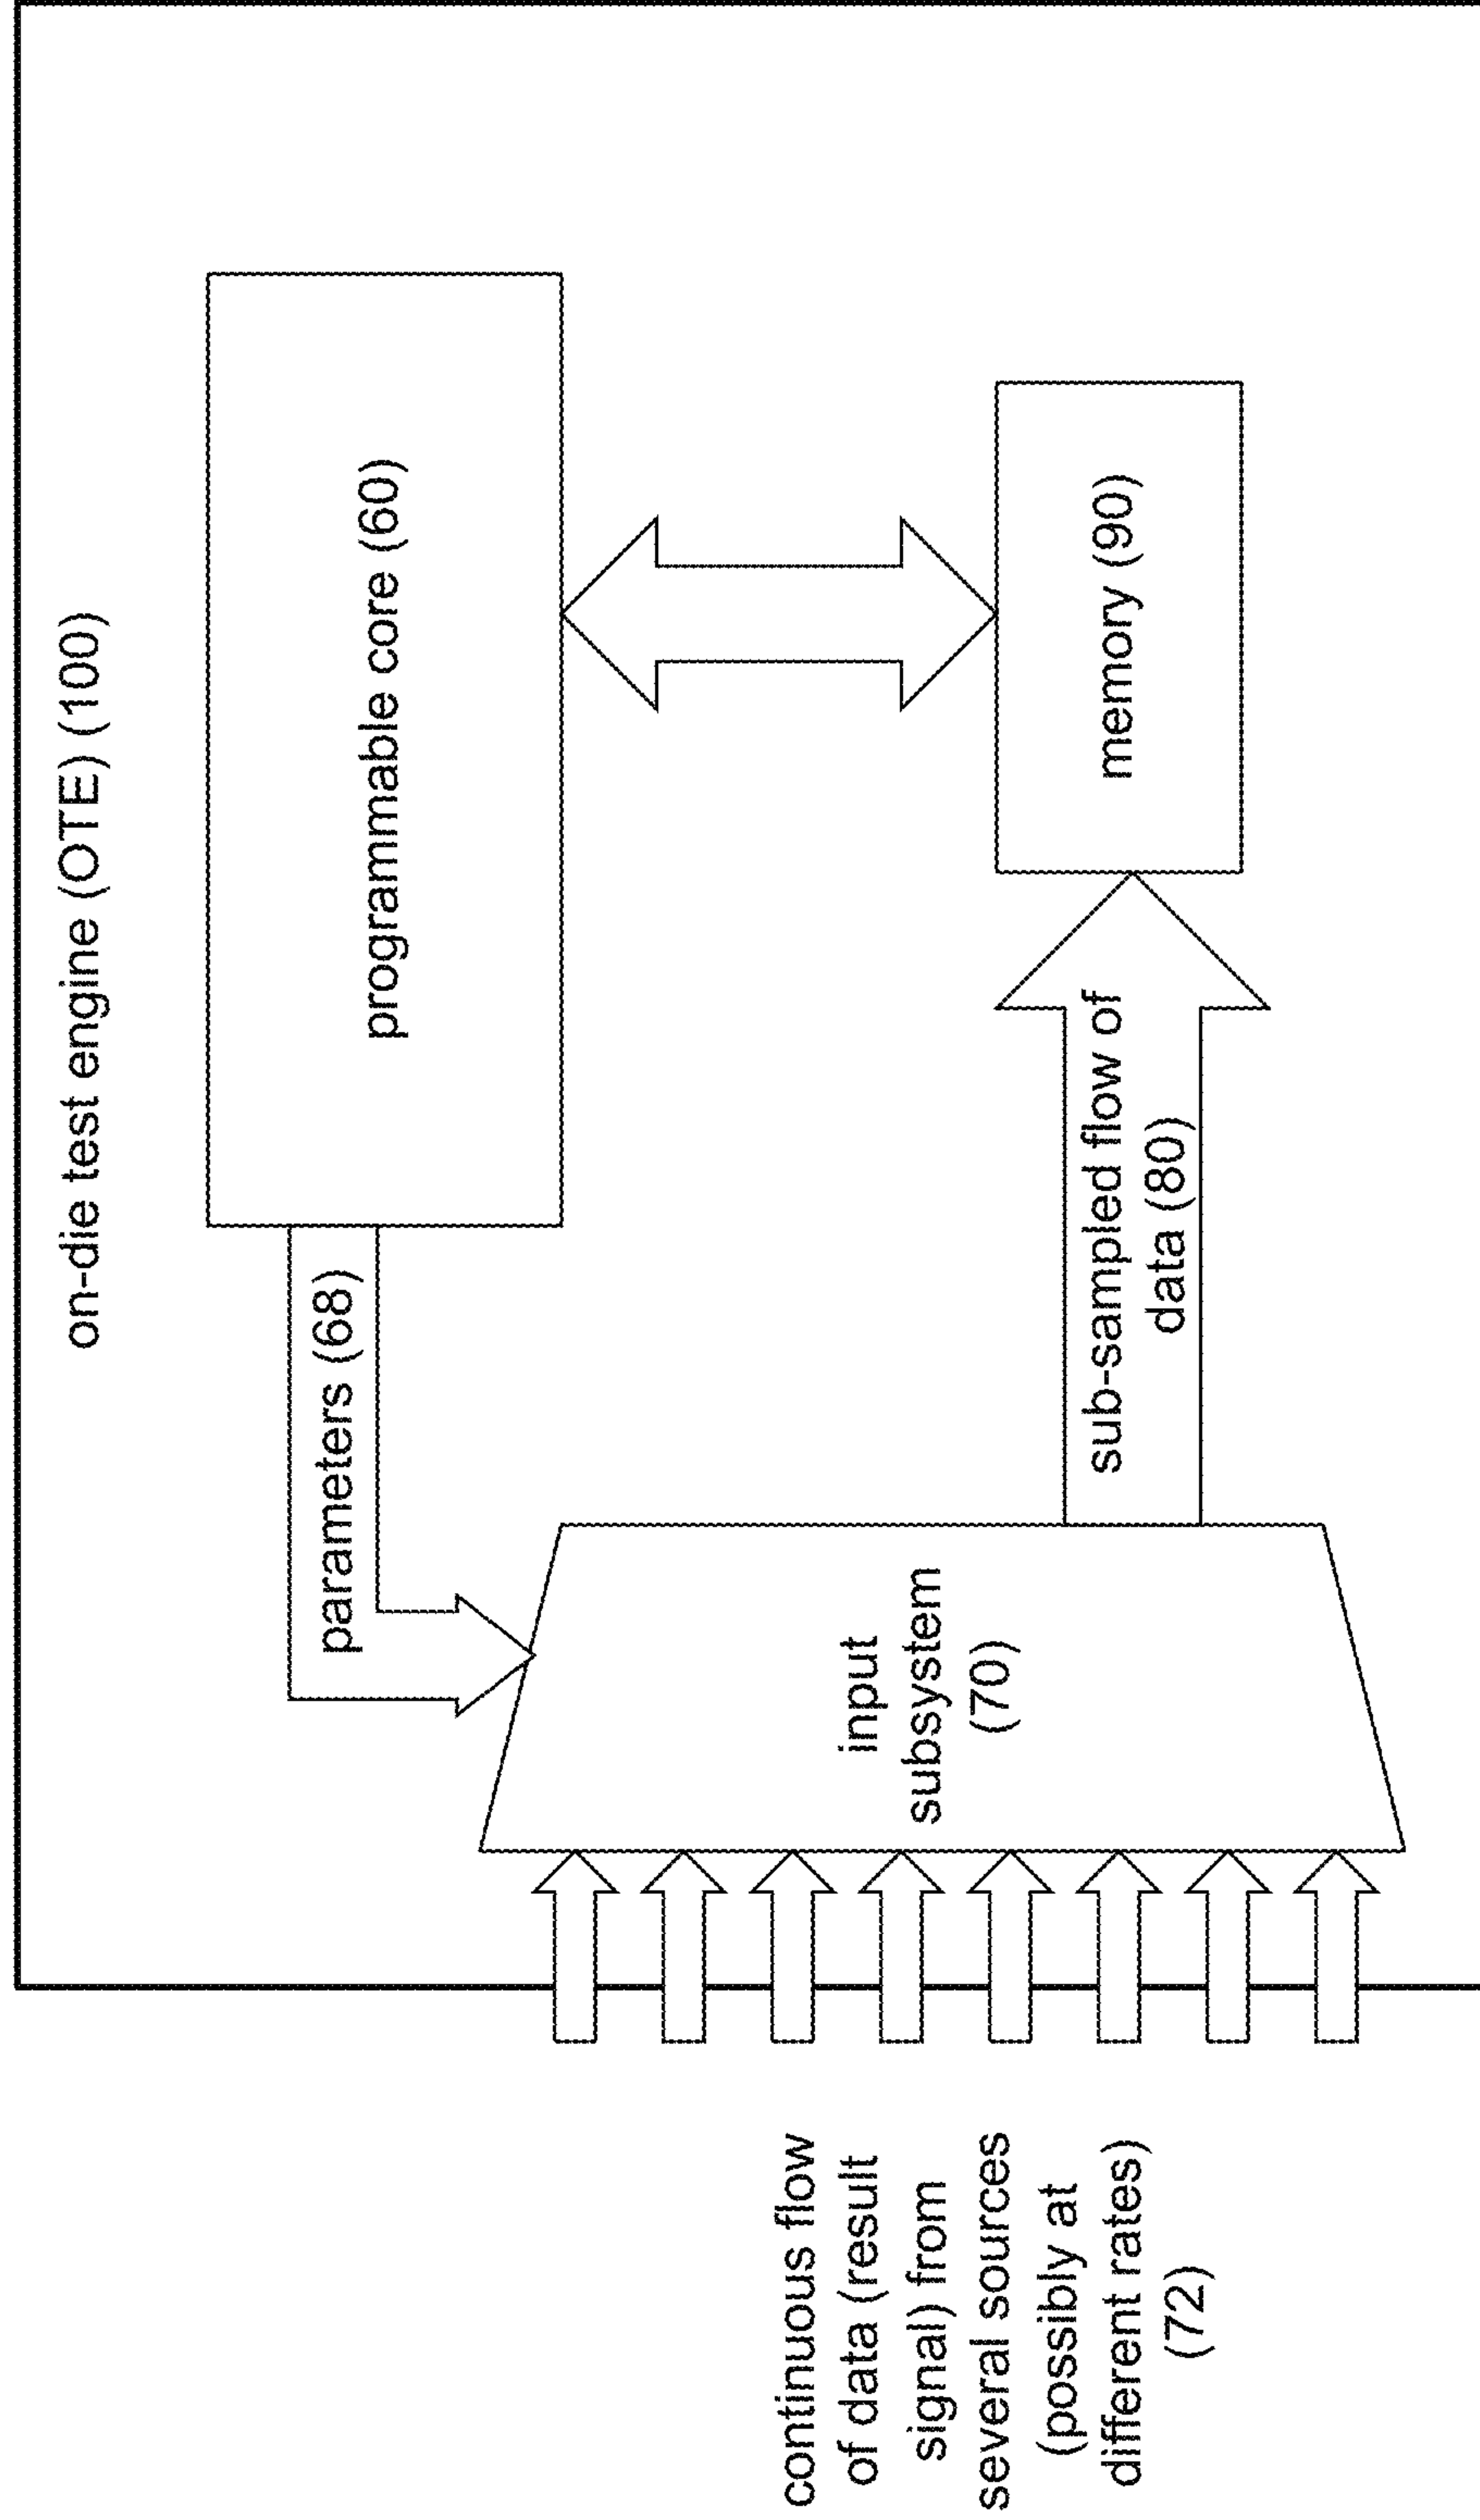 on-die test engine (OTE) (100)
programmable core (60)
parameters (68)
input
subsystem
(70)
sub-sampled flow of
data (80)
memory (90)
continuous flow
of data (result
signal) from
several sources
(possibly at
different rates)
(72)